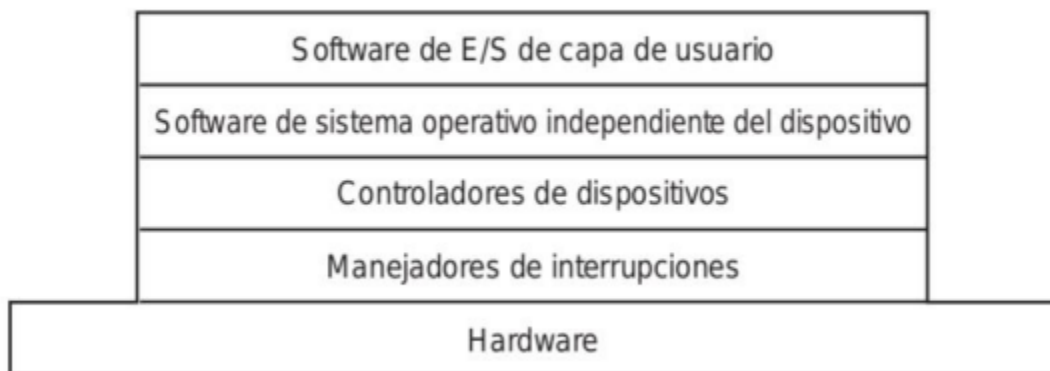 Software de E/S de capa de usuario
Software de sistema operativo independiente del dispositivo
Controladores de dispositivos
Manejadores de interrupciones
Hardware